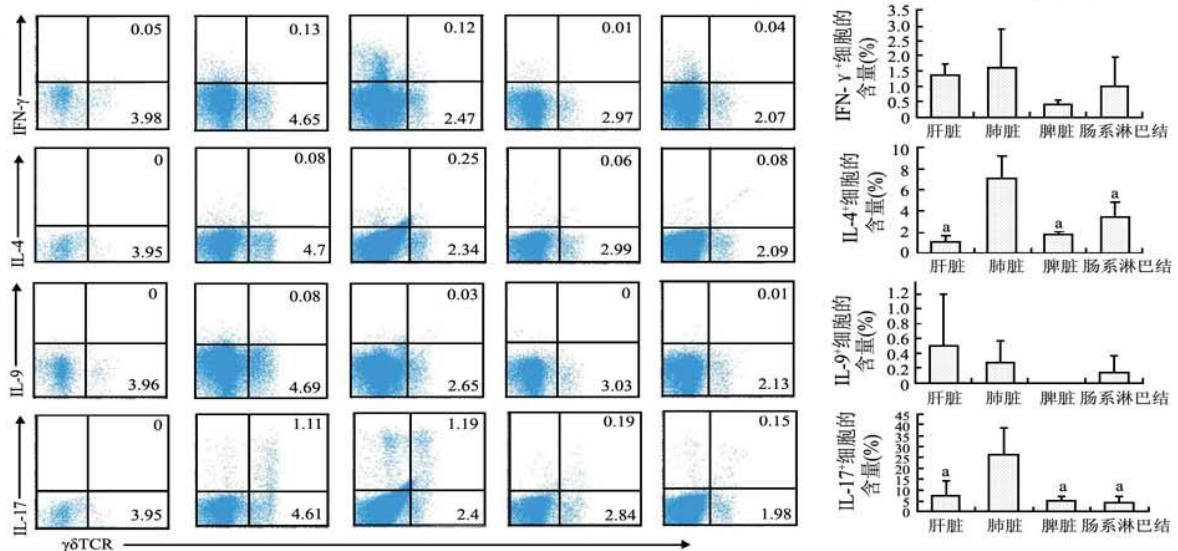 IFN-γ
0.05 0.13 0.12 0.01 0.04
3.98 4.65 2.47 2.97 2.07
IL-4
0 0.08 0.25 0.06 0.08
3.95 4.7 2.34 2.99 2.09
IL-9
0 0.08 0.03 0 0.01
3.96 4.69 2.65 3.03 2.13
IL-17
0 1.11 1.19 0.19 0.15
3.95 4.61 2.4 2.84 1.98
γδTCR
IFN-γ+细胞的
含量(%)
3.5
3.0
2.5
2.0
1.5
1.0
0.5
0
肝脏 肺脏 脾脏 肠系淋巴结
IL-4+细胞的
含量(%)
10
8
6
4
2
0
a a a
肝脏 肺脏 脾脏 肠系淋巴结
IL-9+细胞的
含量(%)
1.2
1.0
0.8
0.6
0.4
0.2
0
肝脏 肺脏 脾脏 肠系淋巴结
IL-17+细胞的
含量(%)
45
40
35
30
25
20
15
10
5
0
a a a
肝脏 肺脏 脾脏 肠系淋巴结